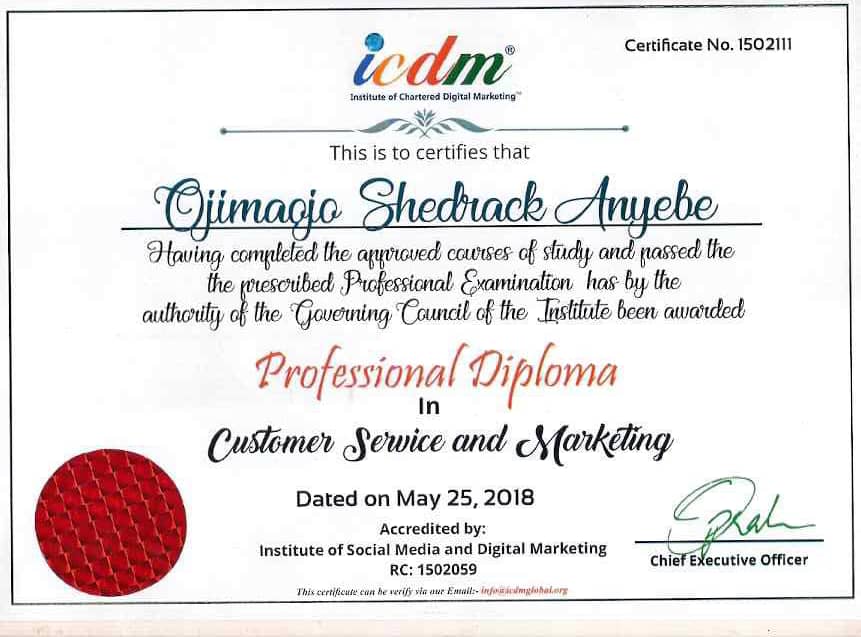 icdm®
Institute of Chartered Digital Marketing™
Certificate No. 1502111
This is to certifies that
Ojimaojo Shedrack Anyebe
Having completed the approved courses of study and passed the
the prescribed Professional Examination has by the
authority of the Governing Council of the Institute been awarded
Professional Diploma
In
Customer Service and Marketing
Dated on May 25, 2018
Accredited by:
Institute of Social Media and Digital Marketing
RC: 1502059
Chief Executive Officer
This certificate can be verify via our Email:- info@icdmglobal.org